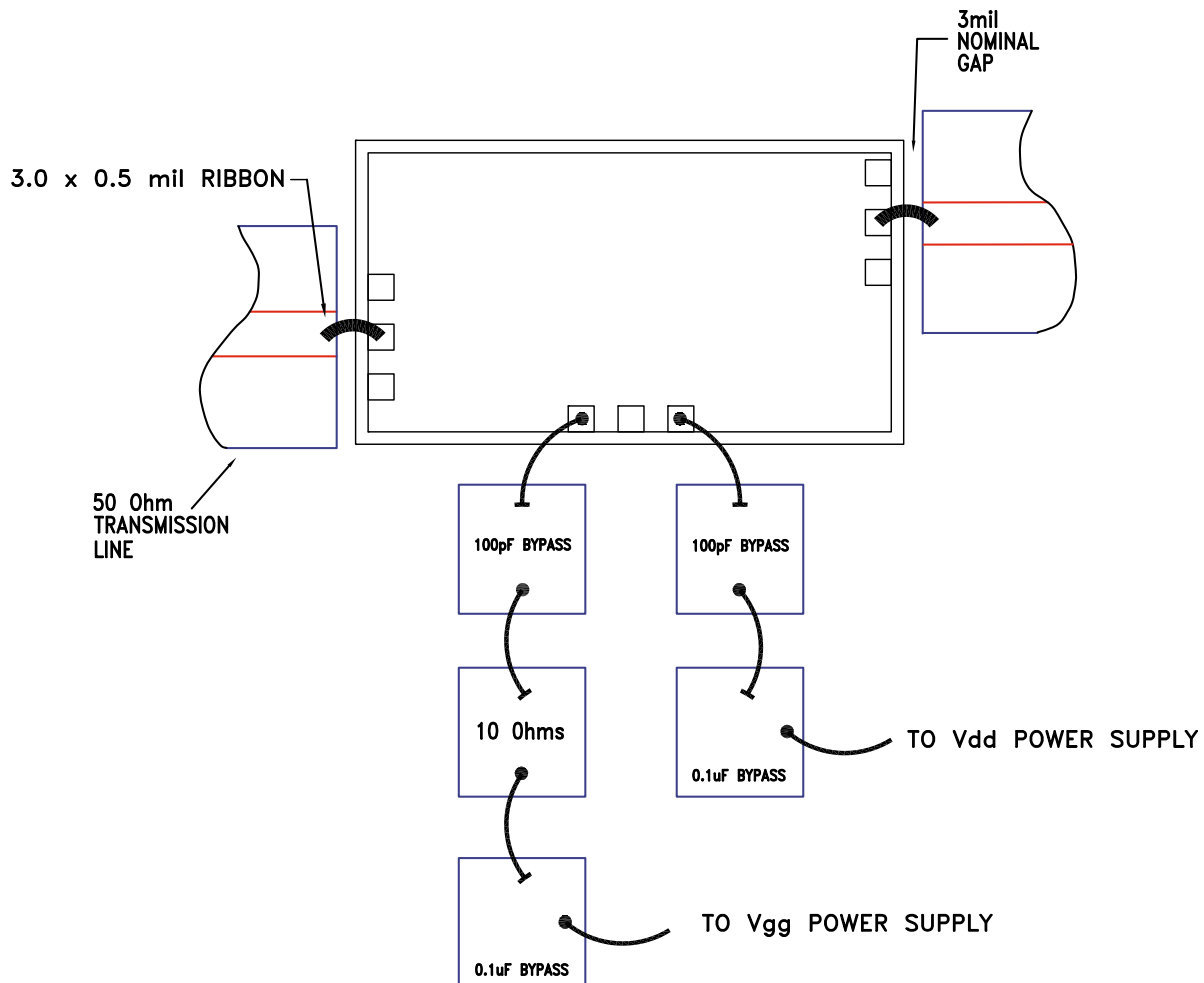 3mil
NOMINAL
GAP
3.0 x 0.5 mil RIBBON
50 Ohm
TRANSMISSION
LINE
100pF BYPASS
100pF BYPASS
10 Ohms
0.1uF BYPASS
TO Vdd POWER SUPPLY
TO Vgg POWER SUPPLY
0.1uF BYPASS